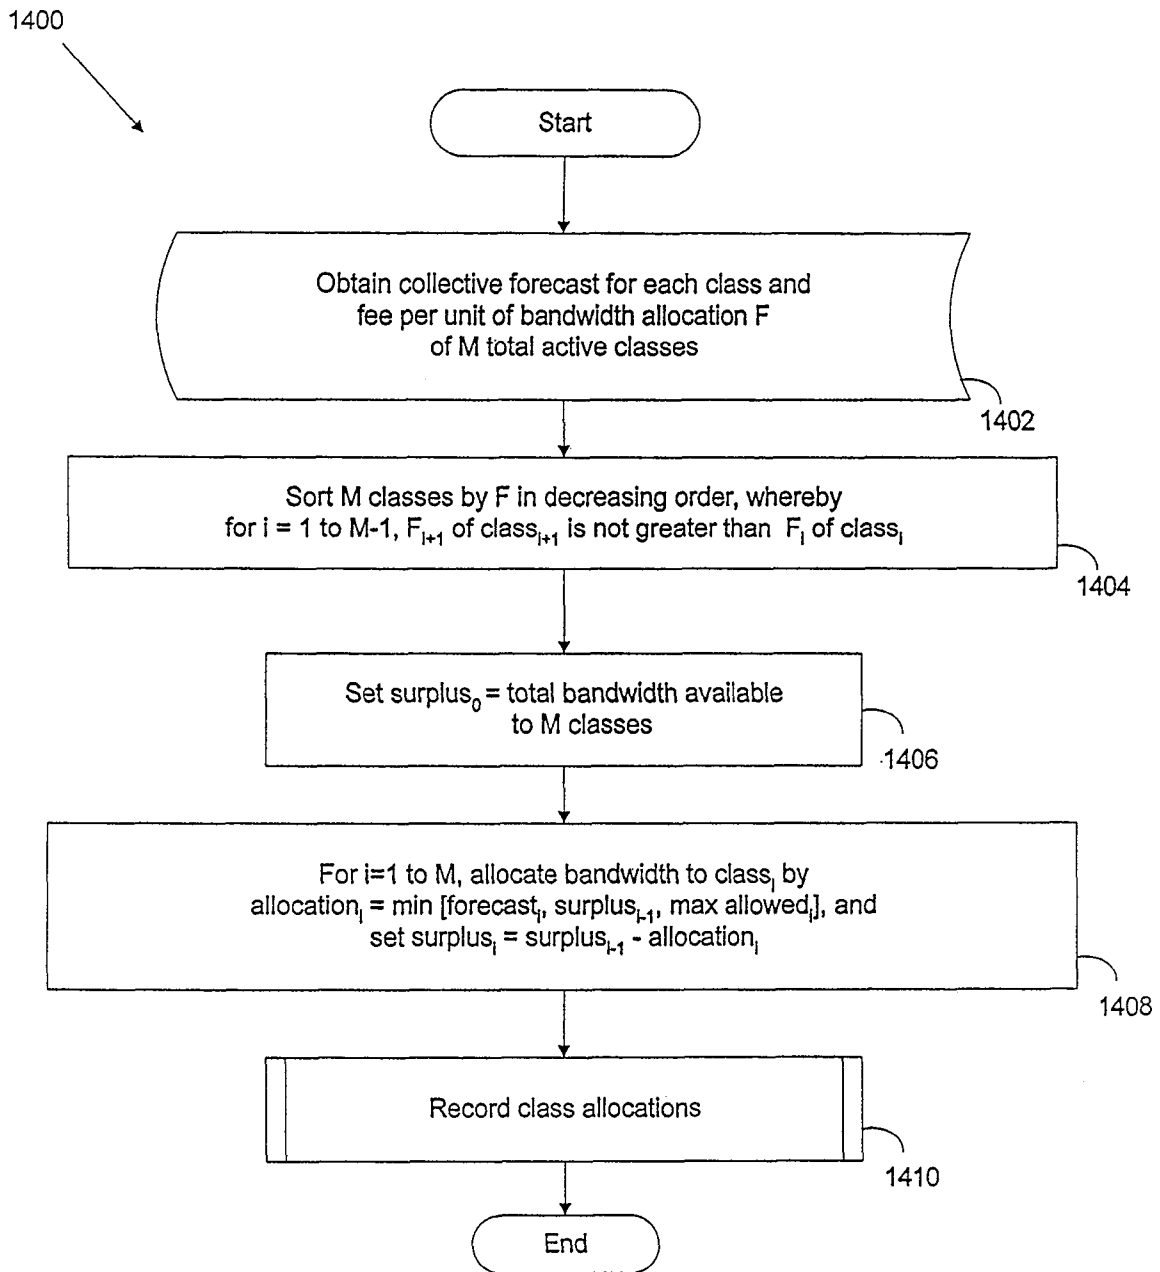 1400
Start
Obtain collective forecast for each class and
fee per unit of bandwidth allocation F
of M total active classes
1402
Sort M classes by F in decreasing order, whereby
for i = 1 to M-1, Fᵢ₊₁ of classᵢ₊₁ is not greater than Fᵢ of classᵢ
1404
Set surplus₀ = total bandwidth available
to M classes
1406
For i=1 to M, allocate bandwidth to classᵢ by
allocationᵢ = min [forecastᵢ, surplusᵢ₋₁, max allowedᵢ], and
set surplusᵢ = surplusᵢ₋₁ - allocationᵢ
1408
Record class allocations
1410
End